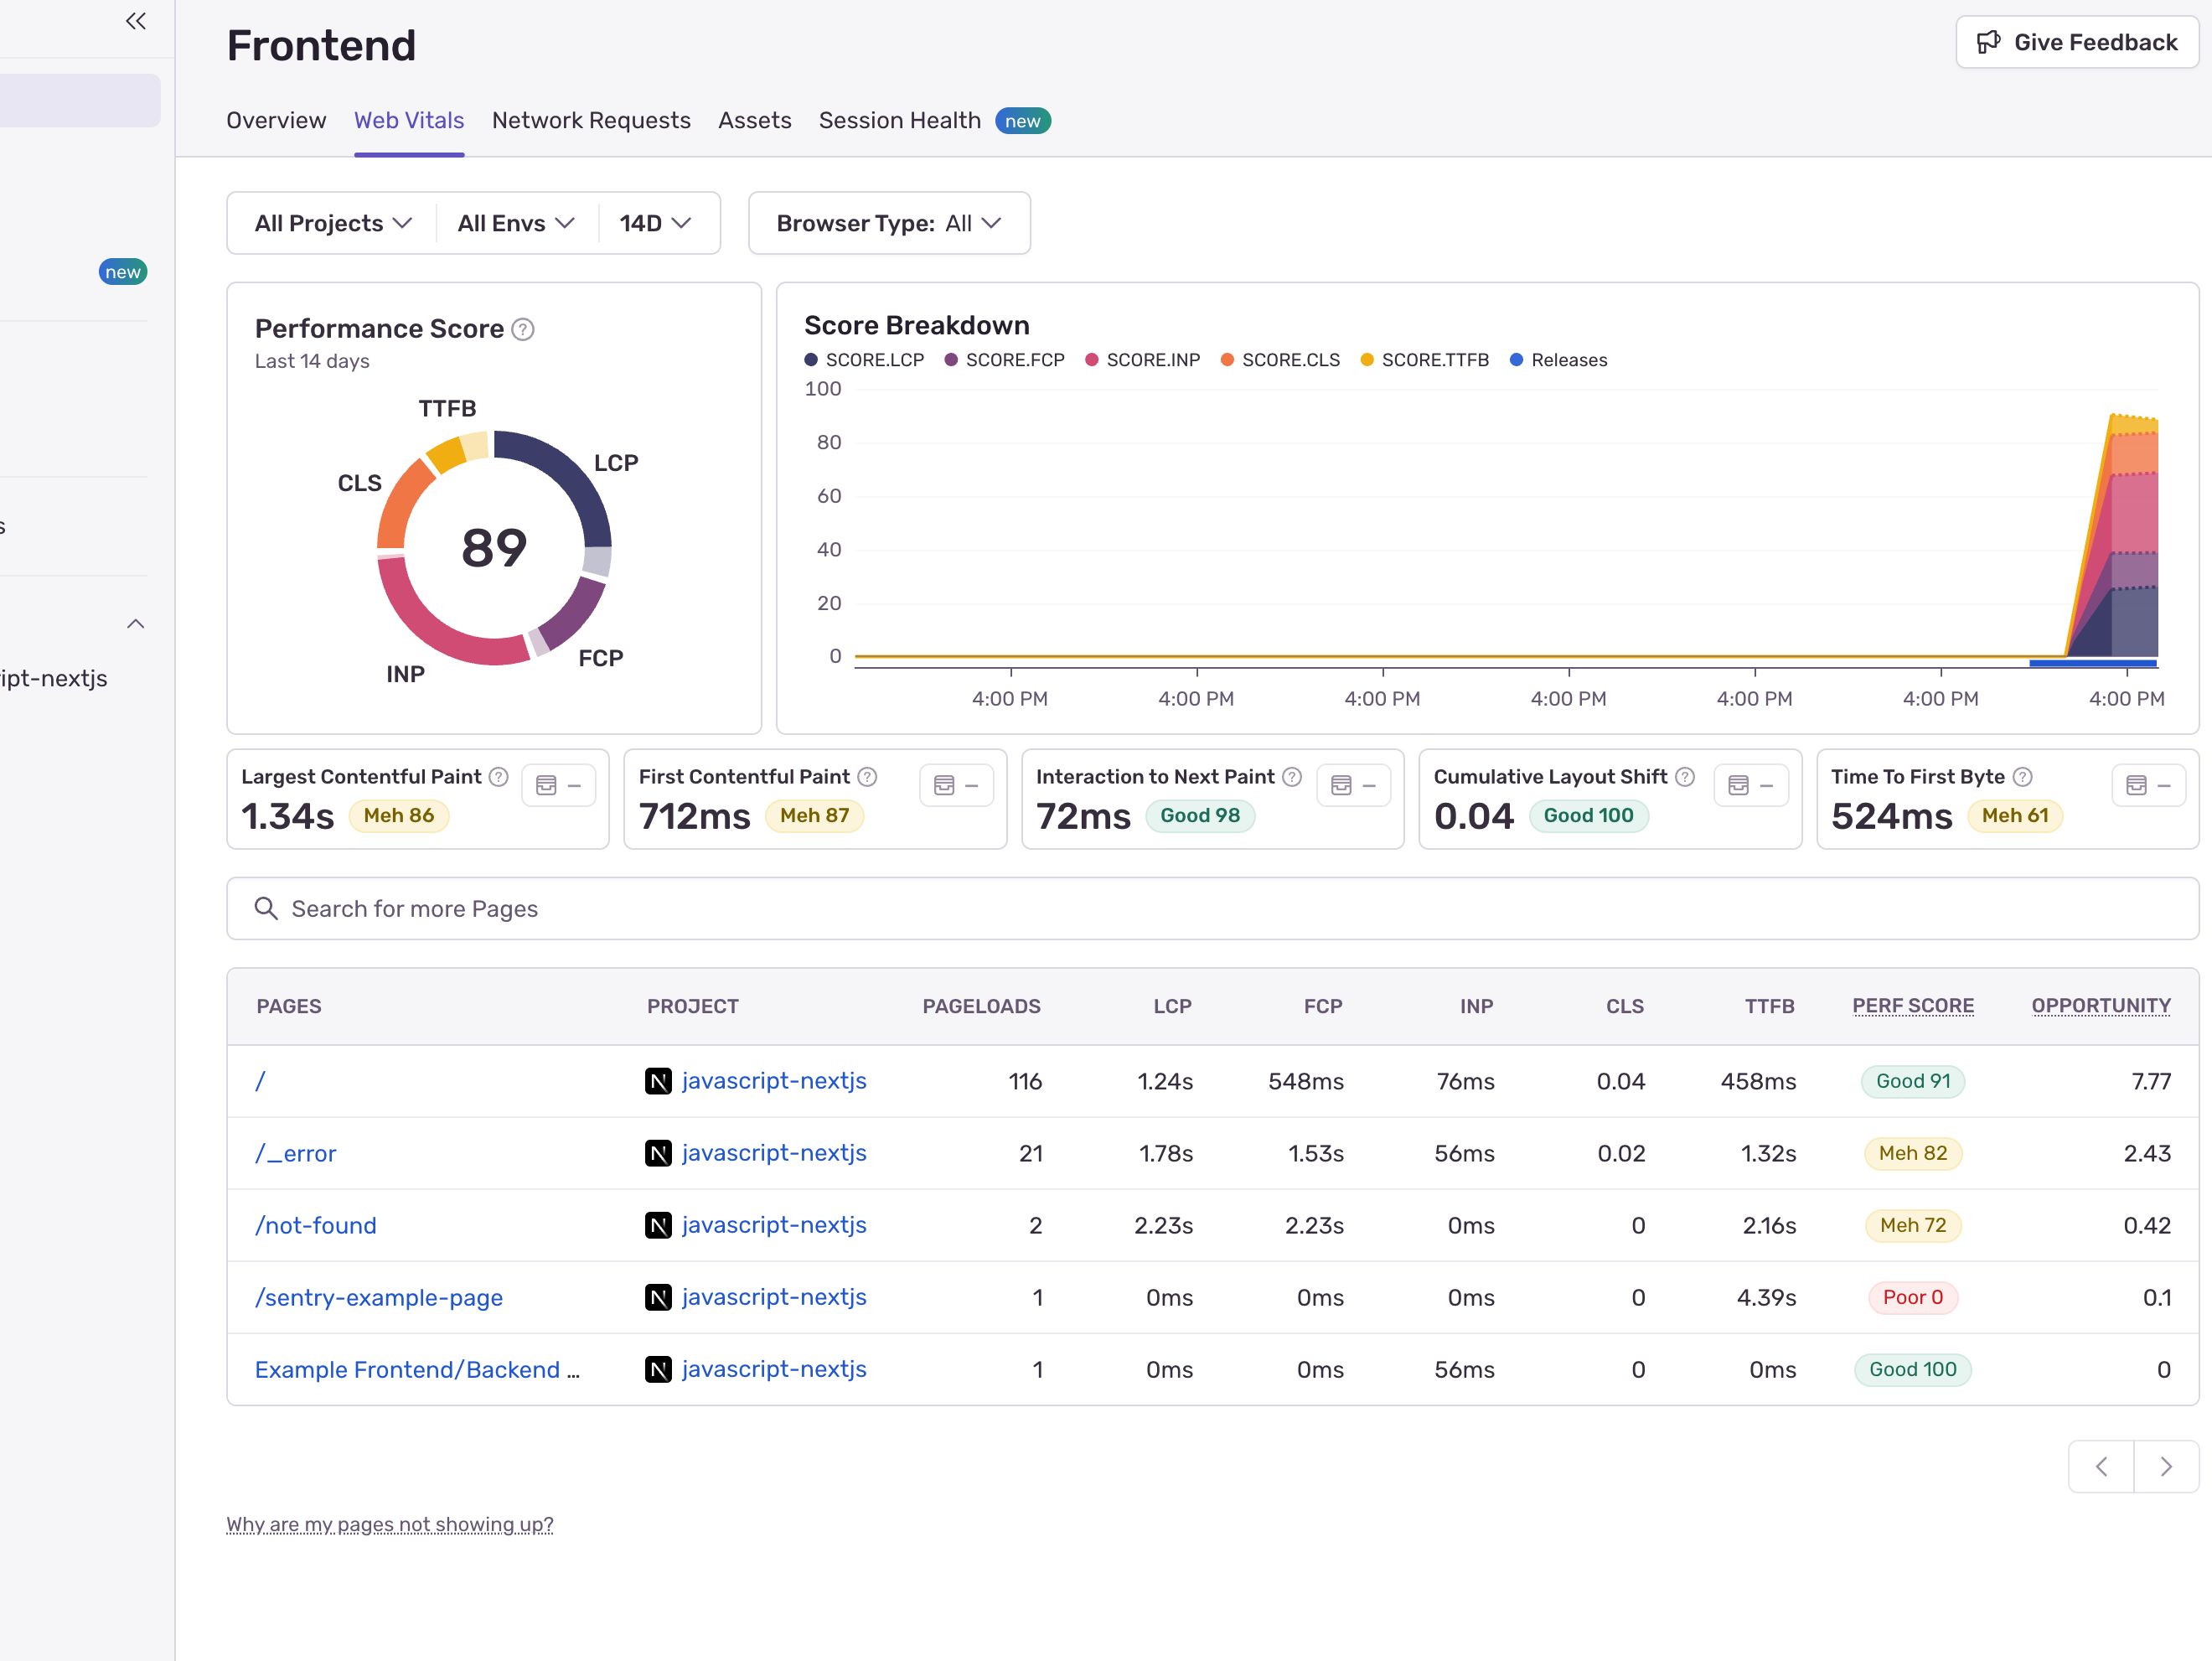 Frontend
Give Feedback
Overview Web Vitals Network Requests Assets Session Health new
new
s
ript-nextjs
All Projects All Envs 14D Browser Type: All
Performance Score ?
Last 14 days
TTFB
LCP
CLS
89
FCP
INP
Score Breakdown
SCORE.LCP SCORE.FCP SCORE.INP SCORE.CLS SCORE.TTFB Releases
100
80
60
40
20
0
4:00 PM 4:00 PM 4:00 PM 4:00 PM 4:00 PM 4:00 PM 4:00 PM
Largest Contentful Paint ? –
1.34s Meh 86
First Contentful Paint ? –
712ms Meh 87
Interaction to Next Paint ? –
72ms Good 98
Cumulative Layout Shift ? –
0.04 Good 100
Time To First Byte ? –
524ms Meh 61
Search for more Pages
PAGES PROJECT PAGELOADS LCP FCP INP CLS TTFB PERF SCORE OPPORTUNITY
/ N javascript-nextjs 116 1.24s 548ms 76ms 0.04 458ms Good 91 7.77
/_error N javascript-nextjs 21 1.78s 1.53s 56ms 0.02 1.32s Meh 82 2.43
/not-found N javascript-nextjs 2 2.23s 2.23s 0ms 0 2.16s Meh 72 0.42
/sentry-example-page N javascript-nextjs 1 0ms 0ms 0ms 0 4.39s Poor 0 0.1
Example Frontend/Backend ... N javascript-nextjs 1 0ms 0ms 56ms 0 0ms Good 100 0
Why are my pages not showing up?